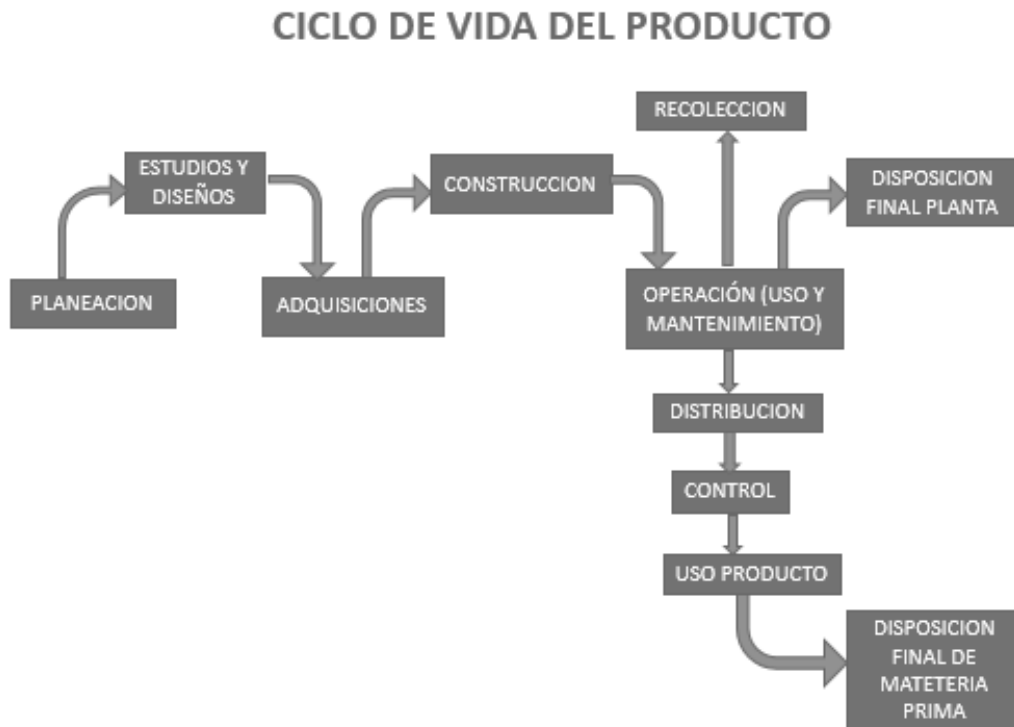 CICLO DE VIDA DEL PRODUCTO
RECOLECCION
ESTUDIOS Y
DISEÑOS
CONSTRUCCION
DISPOSICION
FINAL PLANTA
PLANEACION
ADQUISICIONES
OPERACIÓN (USO Y
MANTENIMIENTO)
DISTRIBUCION
CONTROL
USO PRODUCTO
DISPOSICION
FINAL DE
MATETERIA
PRIMA